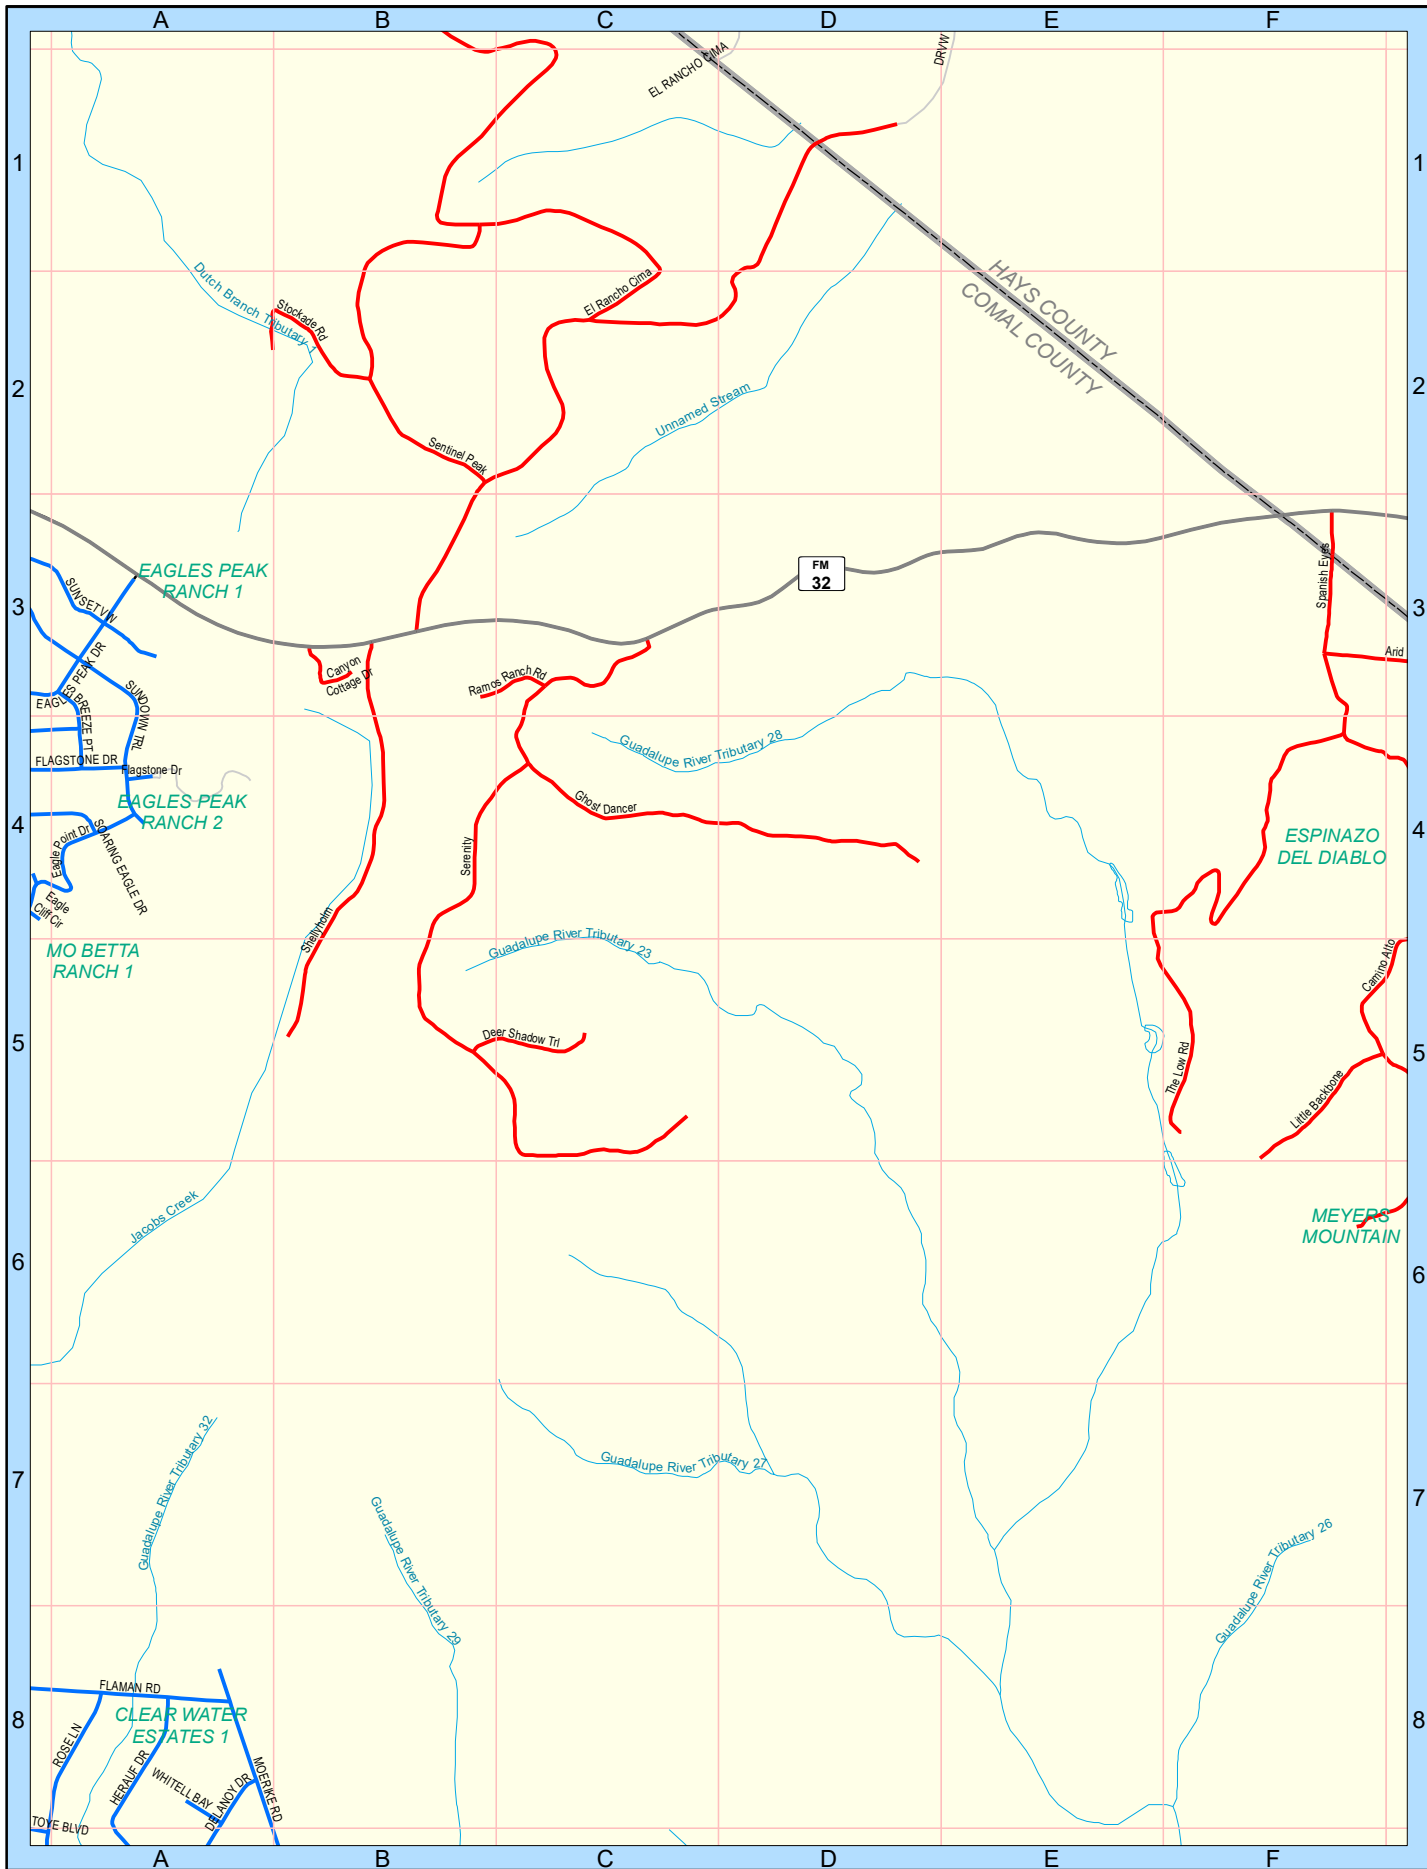 A B C D E F
1 1
2 2
3 3
4 4
5 5
6 6
7 7
8 8
EL RANCHO CIMA
DRVW
HAYS COUNTY
COMAL COUNTY
Dutch Branch Tributary 1
Stockade Rd
El Rancho Cima
Unnamed Stream
Sentinel Peak
FM
32
EAGLES PEAK
RANCH 1
SUNSET VW
EAGLES PEAK DR
EAGLES BREEZE PT
SUNDOWN TRL
FLAGSTONE DR
Flagstone Dr
EAGLES PEAK
RANCH 2
Eagle Point Dr
SOARING EAGLE DR
Eagle
Cliff Cir
MO BETTA
RANCH 1
Canyon
Cottage Dr
Ramos Ranch Rd
Spanish Eyes
Arid
Guadalupe River Tributary 28
Ghost Dancer
Serenity
Shellyholm
ESPINAZO
DEL DIABLO
Guadalupe River Tributary 23
Camino Alto
Deer Shadow Trl
The Low Rd
Little Backbone
Jacobs Creek
MEYERS
MOUNTAIN
Guadalupe River Tributary 32
Guadalupe River Tributary 27
Guadalupe River Tributary 29
Guadalupe River Tributary 26
FLAMAN RD
CLEAR WATER
ESTATES 1
ROSE LN
HERAUF DR
WHITELL BAY
DELANOY DR
MOERIKE RD
TOYE BLVD
A B C D E F